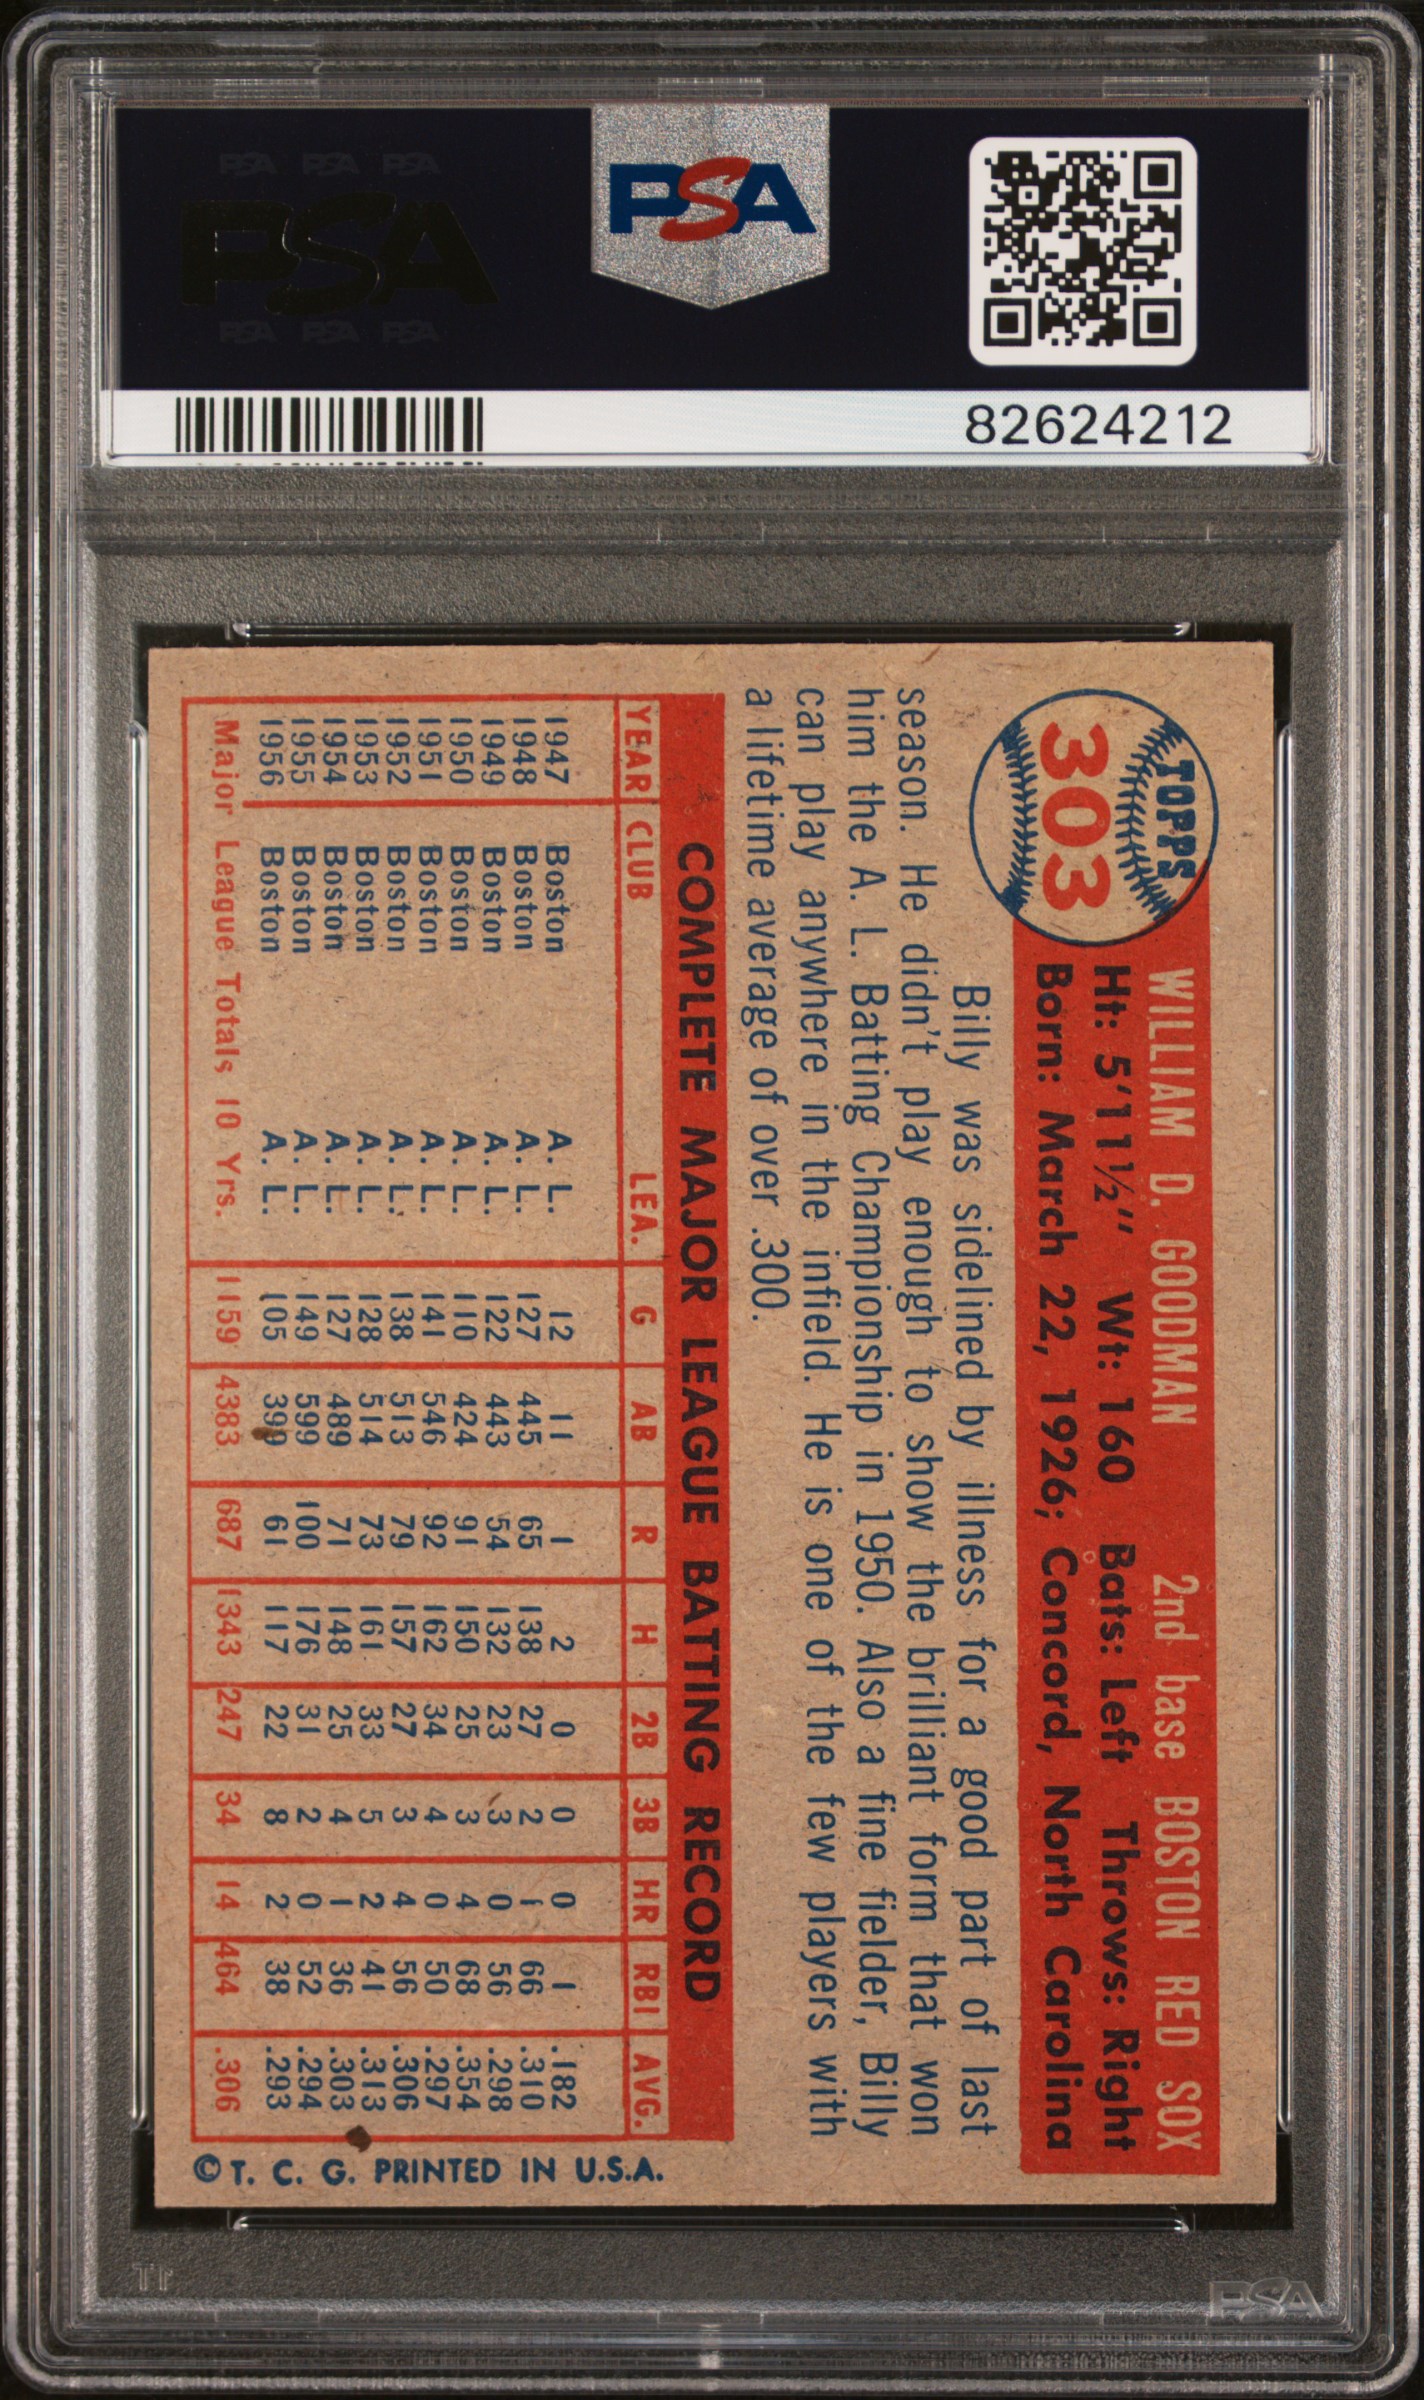 PSA PSA PSA
PSA
PSA PSA PSA
PSA
82624212
TOPPS
303
WILLIAM D. GOODMAN 2nd base BOSTON RED SOX
Ht: 5'11½" Wt: 160 Bats: Left Throws: Right
Born: March 22, 1926; Concord, North Carolina
Billy was sidelined by illness for a good part of last
season. He didn't play enough to show the brilliant form that won
him the A. L. Batting Championship in 1950. Also a fine fielder, Billy
can play anywhere in the infield. He is one of the few players with
a lifetime average of over .300.
COMPLETE MAJOR LEAGUE BATTING RECORD
YEAR CLUB LEA. G AB R H 2B 3B HR RBI AVG.
1947 Boston A. L. 12 11 1 2 0 0 0 1 .182
1948 Boston A. L. 127 445 65 138 27 2 1 66 .310
1949 Boston A. L. 122 443 54 132 23 3 0 56 .298
1950 Boston A. L. 110 424 91 150 25 3 4 68 .354
1951 Boston A. L. 141 546 92 162 34 4 0 50 .297
1952 Boston A. L. 138 513 79 157 27 3 4 56 .306
1953 Boston A. L. 128 514 73 161 33 5 2 41 .313
1954 Boston A. L. 127 489 71 148 25 4 1 36 .303
1955 Boston A. L. 149 599 100 176 31 2 0 52 .294
1956 Boston A. L. 105 399 61 117 22 8 2 38 .293
Major League Totals 10 Yrs. 1159 4383 687 1343 247 34 14 464 .306
© T. C. G. PRINTED IN U.S.A.
PSA